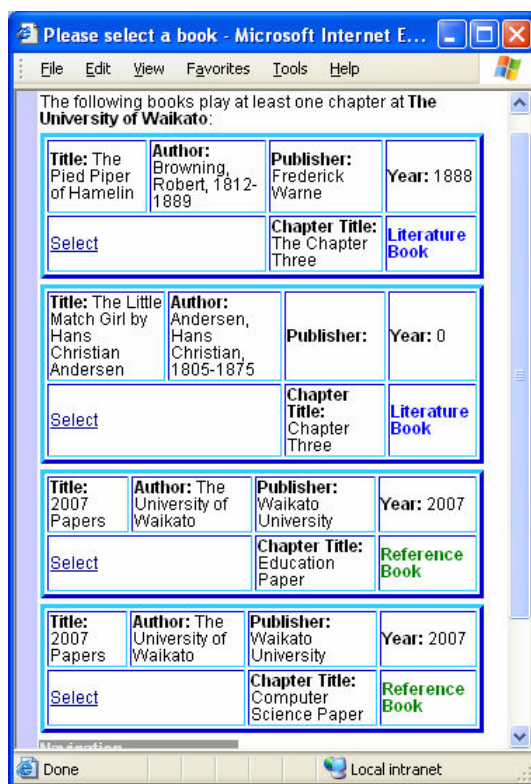 Please select a book - Microsoft Internet E...
File Edit View Favorites Tools Help
The following books play at least one chapter at The
University of Waikato:
Title: The
Pied Piper
of Hamelin
Author:
Browning,
Robert, 1812-
1889
Publisher:
Frederick
Warne
Year: 1888
Select
Chapter Title:
The Chapter
Three
Literature
Book
Title: The Little
Match Girl by
Hans
Christian
Andersen
Author:
Andersen,
Hans
Christian,
1805-1875
Publisher:
Year: 0
Select
Chapter
Title:
Chapter
Three
Literature
Book
Title:
2007
Papers
Author: The
University of
Waikato
Publisher:
Waikato
University
Year: 2007
Select
Chapter Title:
Education
Paper
Reference
Book
Title:
2007
Papers
Author: The
University of
Waikato
Publisher:
Waikato
University
Year: 2007
Select
Chapter Title:
Computer
Science Paper
Reference
Book
Navigation
Done
Local intranet